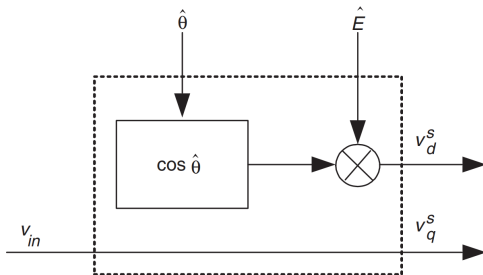 θ̂
Ê
cos θ̂
v_d^s
v_in
v_q^s